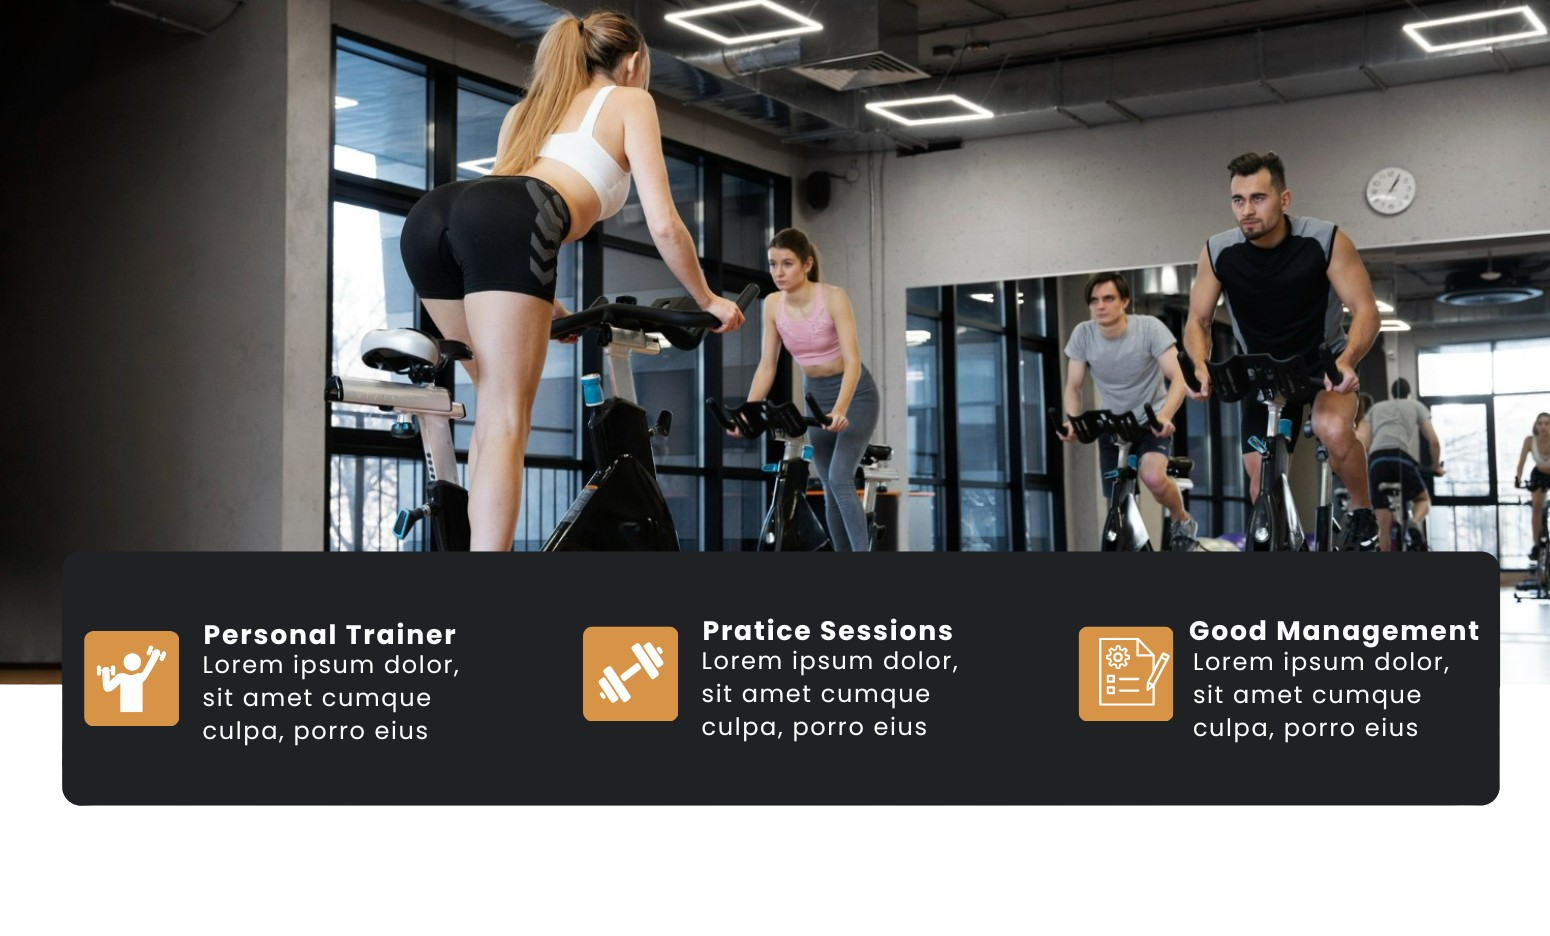 Personal Trainer
Lorem ipsum dolor,
sit amet cumque
culpa, porro eius
Pratice Sessions
Lorem ipsum dolor,
sit amet cumque
culpa, porro eius
Good Management
Lorem ipsum dolor,
sit amet cumque
culpa, porro eius